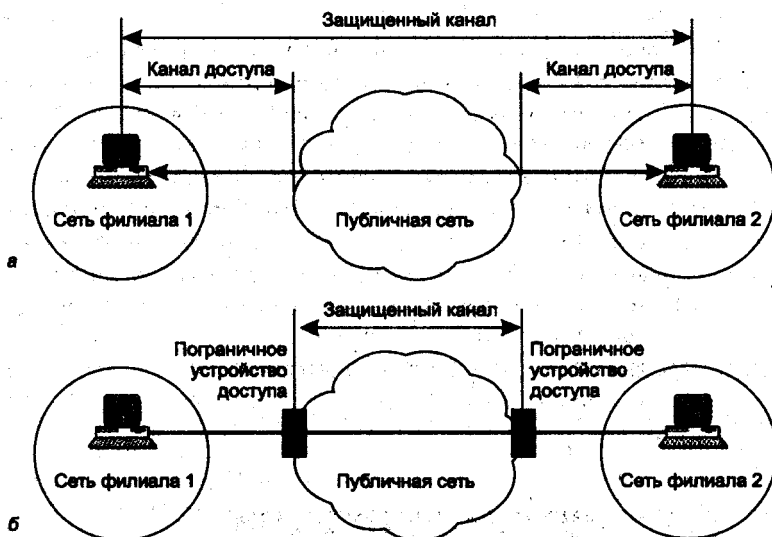 Защищенный канал
Канал доступа
Канал доступа
Сеть филиала 1
Публичная сеть
Сеть филиала 2
а
Защищенный канал
Пограничное
устройство
доступа
Пограничное
устройство
доступа
Сеть филиала 1
Публичная сеть
Сеть филиала 2
б